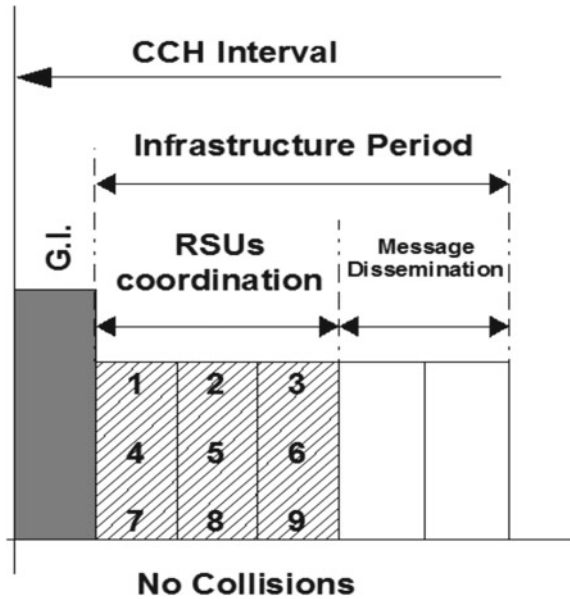 CCH Interval
Infrastructure Period
G.I.
RSUs
coordination
Message
Dissemination
1 2 3
4 5 6
7 8 9
No Collisions